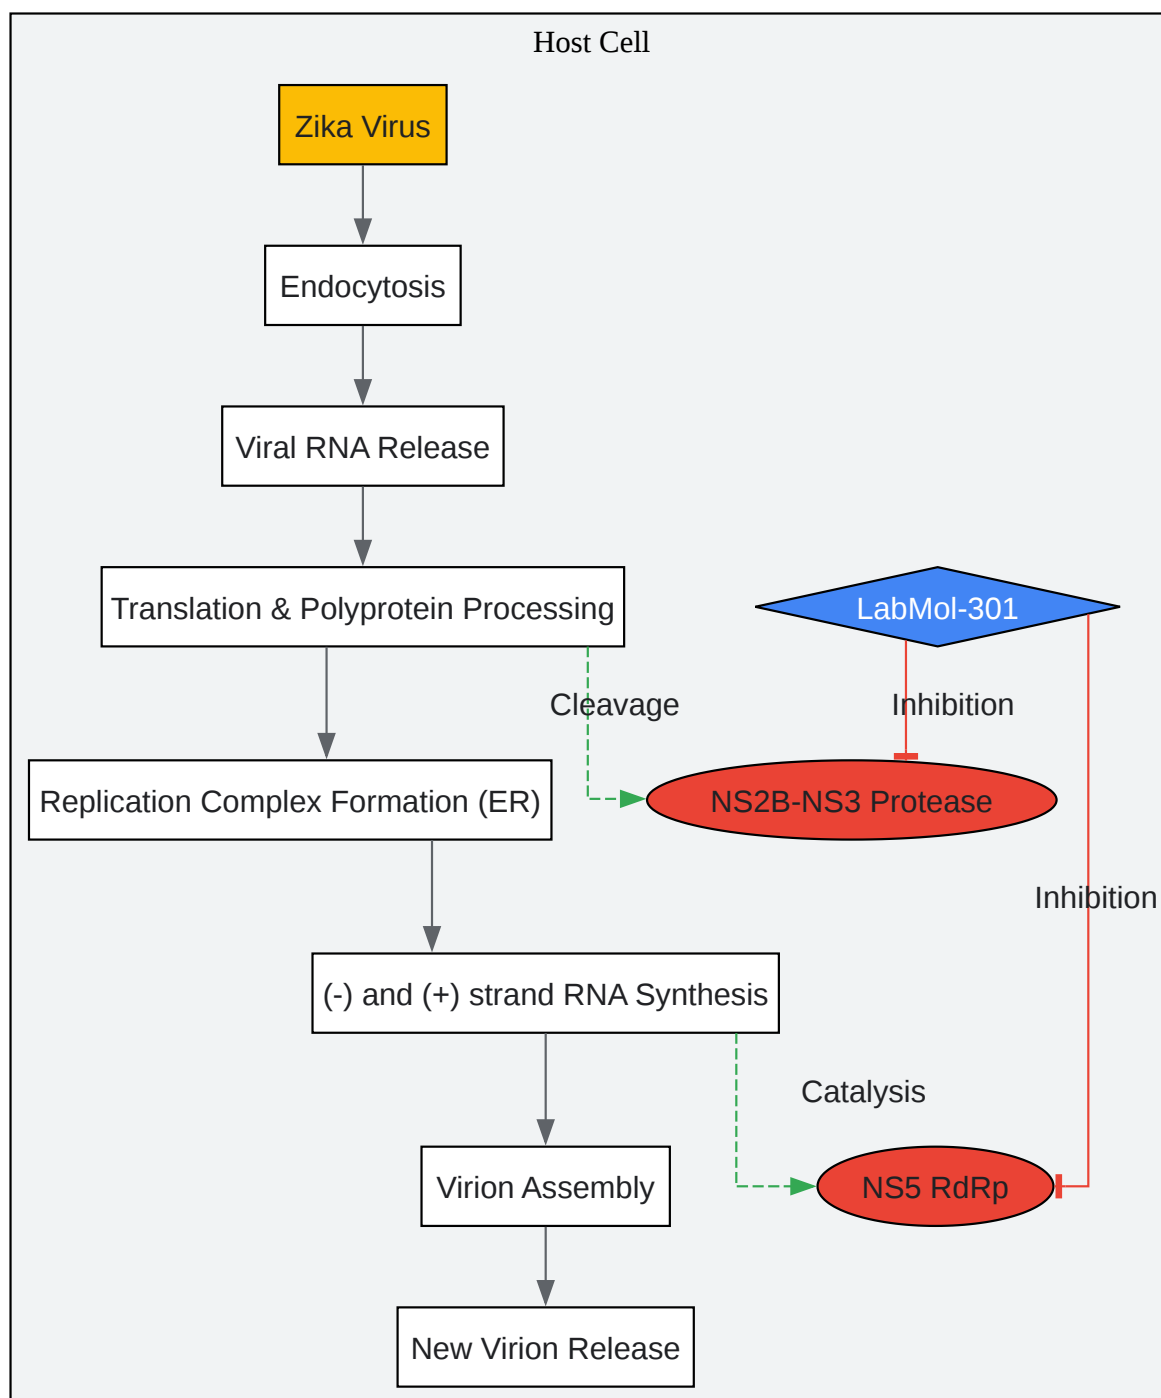 Host Cell
Zika Virus
Endocytosis
Viral RNA Release
Translation & Polyprotein Processing
LabMol-301
Cleavage
Inhibition
Replication Complex Formation (ER)
NS2B-NS3 Protease
Inhibition
(-) and (+) strand RNA Synthesis
Catalysis
Virion Assembly
NS5 RdRp
New Virion Release